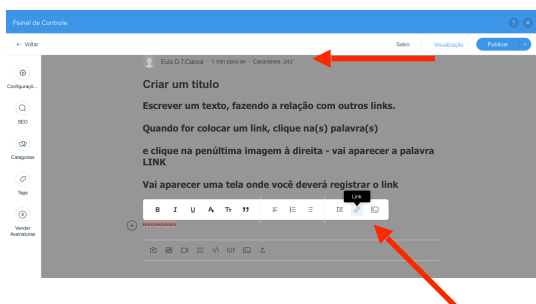 Painel de Controle
? ×
← Voltar
Salvo Visualização Publicar
Eula D.T.Cabral · 1 min para ler · Caracteres: 242
Configuraçõ...
Criar um título
SEO
Escrever um texto, fazendo a relação com outros links.
Quando for colocar um link, clique na(s) palavra(s)
Categorias
e clique na penúltima imagem à direita - vai aparecer a palavra
LINK
Tags
Vai aparecer uma tela onde você deverá registrar o link
Link
B I U A Tт ❞
Vender
Assinaturas
GIF